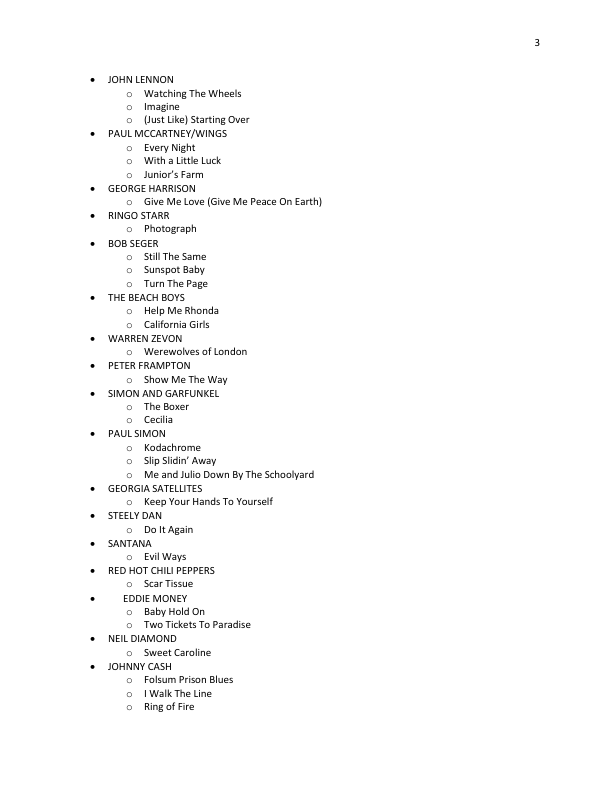 3
• JOHN LENNON
o Watching The Wheels
o Imagine
o (Just Like) Starting Over
• PAUL MCCARTNEY/WINGS
o Every Night
o With a Little Luck
o Junior’s Farm
• GEORGE HARRISON
o Give Me Love (Give Me Peace On Earth)
• RINGO STARR
o Photograph
• BOB SEGER
o Still The Same
o Sunspot Baby
o Turn The Page
• THE BEACH BOYS
o Help Me Rhonda
o California Girls
• WARREN ZEVON
o Werewolves of London
• PETER FRAMPTON
o Show Me The Way
• SIMON AND GARFUNKEL
o The Boxer
o Cecilia
• PAUL SIMON
o Kodachrome
o Slip Slidin’ Away
o Me and Julio Down By The Schoolyard
• GEORGIA SATELLITES
o Keep Your Hands To Yourself
• STEELY DAN
o Do It Again
• SANTANA
o Evil Ways
• RED HOT CHILI PEPPERS
o Scar Tissue
• EDDIE MONEY
o Baby Hold On
o Two Tickets To Paradise
• NEIL DIAMOND
o Sweet Caroline
• JOHNNY CASH
o Folsum Prison Blues
o I Walk The Line
o Ring of Fire